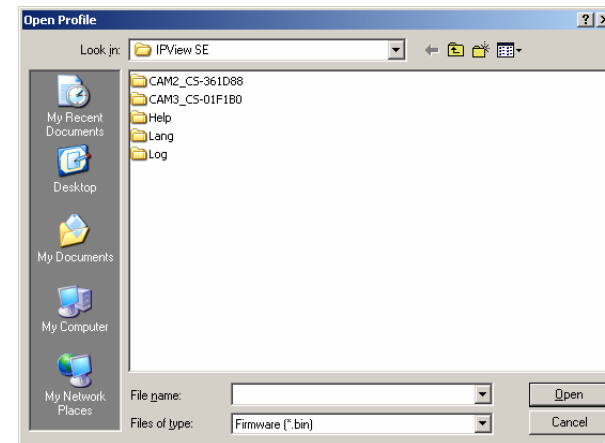 Open Profile
Look in:
IPView SE
My Recent
Documents
Desktop
My Documents
My Computer
My Network
Places
CAM2_CS-361D88
CAM3_CS-01F1B0
Help
Lang
Log
File name:
Open
Files of type:
Firmware (*.bin)
Cancel